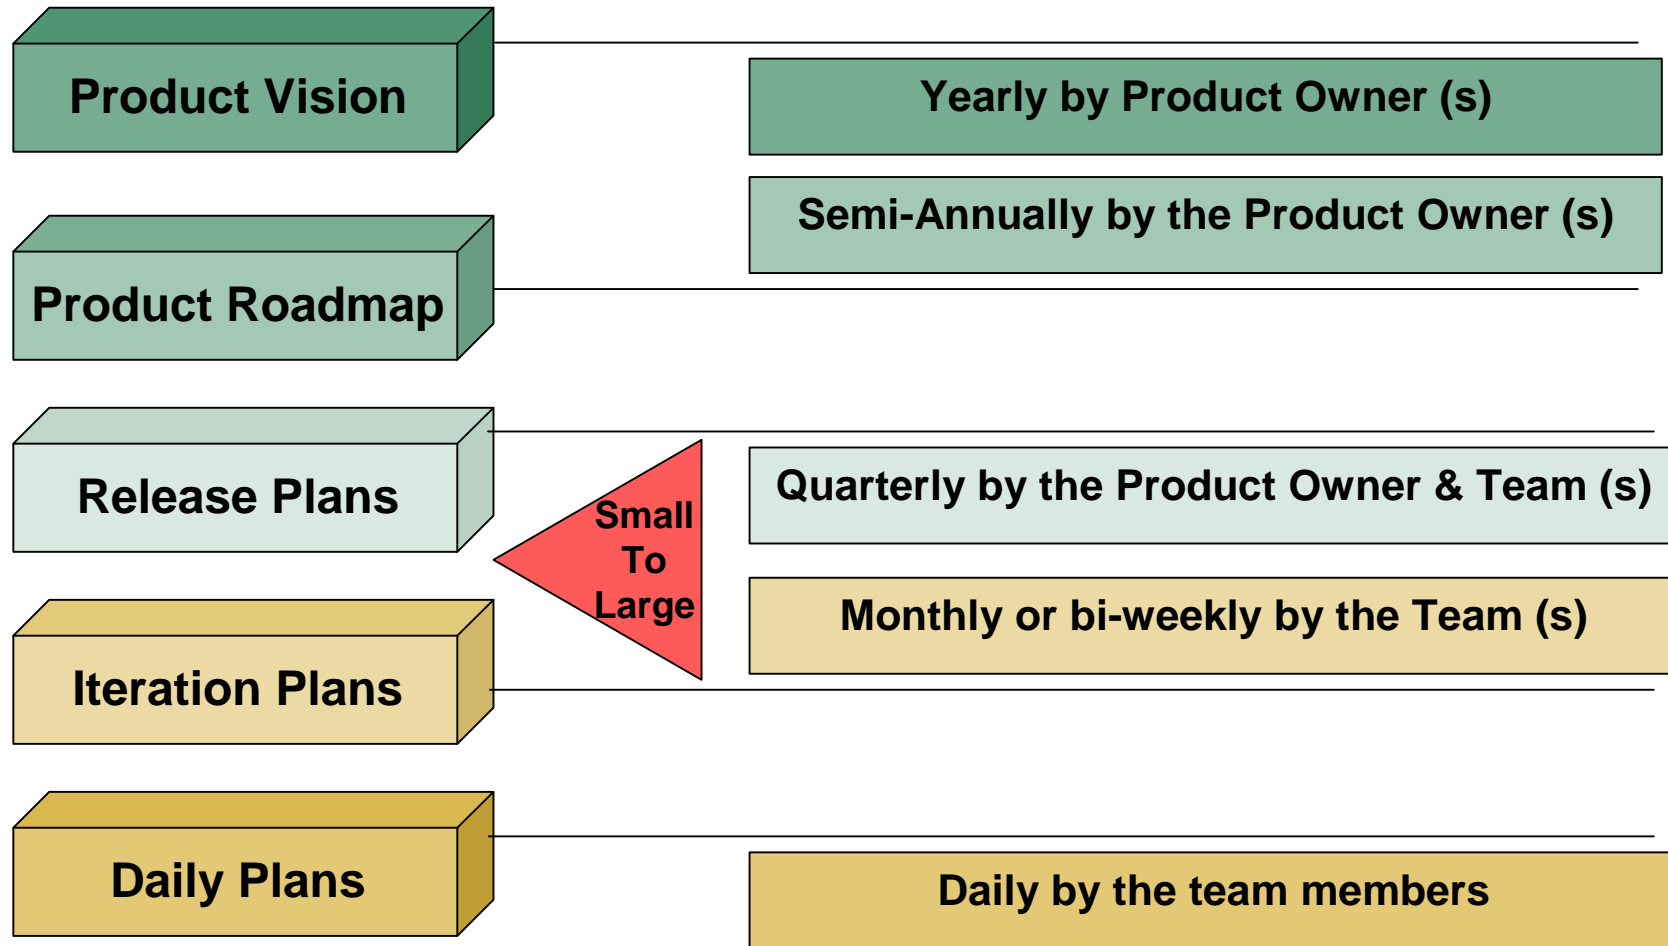 Product Vision
Yearly by Product Owner (s)
Semi-Annually by the Product Owner (s)
Product Roadmap
Release Plans
Quarterly by the Product Owner & Team (s)
Small
To
Large
Monthly or bi-weekly by the Team (s)
Iteration Plans
Daily Plans
Daily by the team members